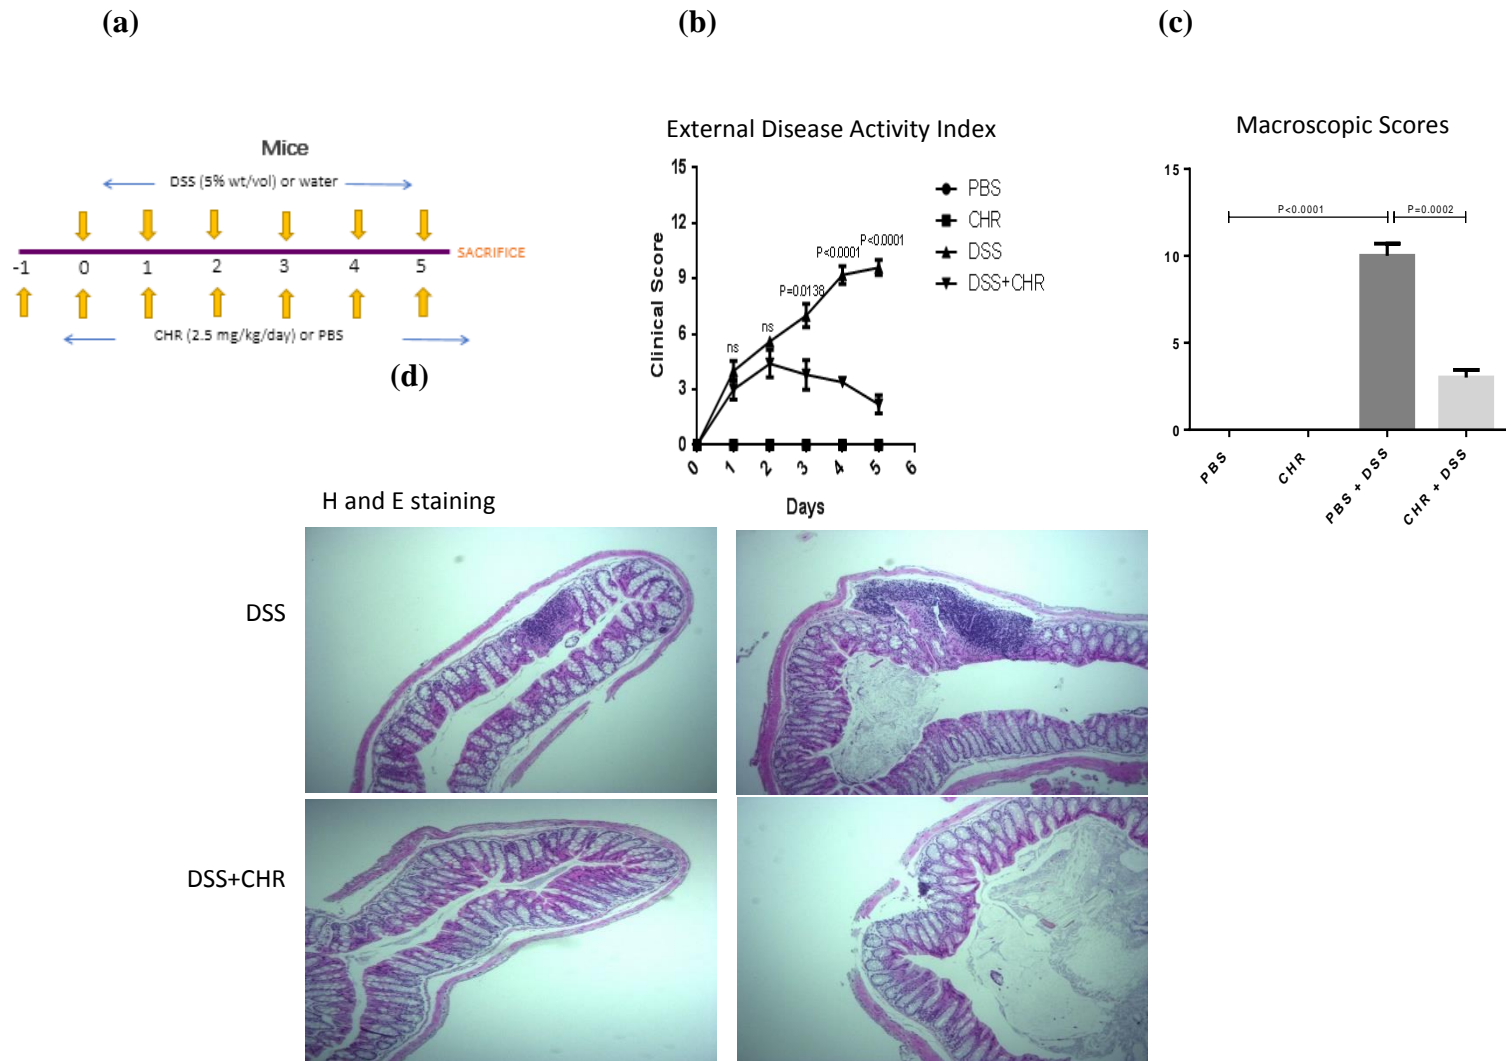 (a)
(b)
(c)
Mice
DSS (5% wt/vol) or water
SACRIFICE
-1 0 1 2 3 4 5
CHR (2.5 mg/kg/day) or PBS
External Disease Activity Index
15
12
9
6
3
0
Clinical Score
ns
ns
P=0.0138
P<0.0001
P<0.0001
0 1 2 3 4 5 6
Days
PBS
CHR
DSS
DSS+CHR
Macroscopic Scores
15
10
5
0
P<0.0001
P=0.0002
PBS
CHR
PBS + DSS
CHR + DSS
(d)
H and E staining
DSS
DSS+CHR